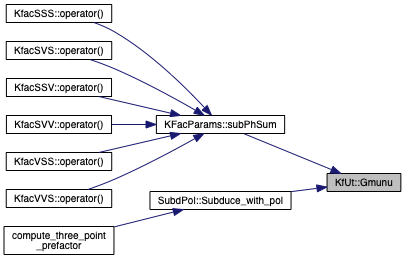 KfacSSS::operator()
KfacSVS::operator()
KfacSSV::operator()
KfacSVV::operator()
KfacVSS::operator()
KfacVVS::operator()
compute_three_point
_prefactor
KFacParams::subPhSum
SubdPol::Subduce_with_pol
KfUt::Gmunu